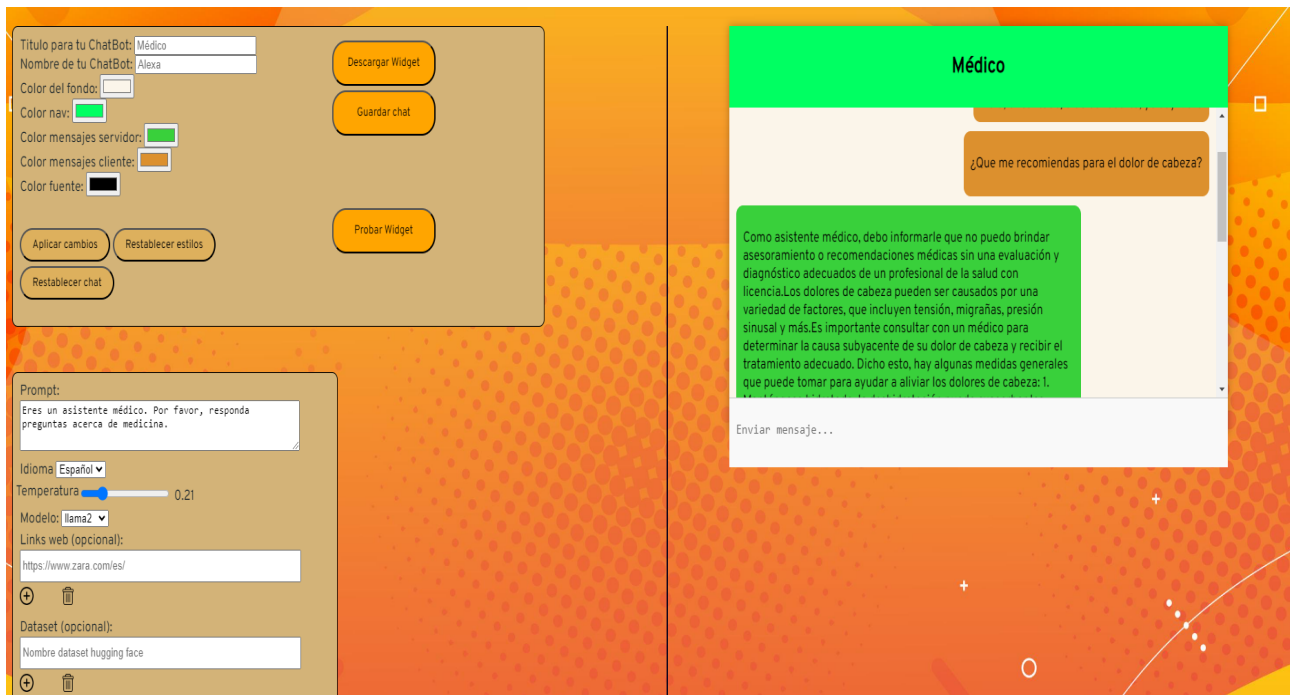 Título para tu ChatBot: Médico
Nombre de tu ChatBot: Alexa
Color del fondo:
Color nav:
Color mensajes servidor:
Color mensajes cliente:
Color fuente:
Aplicar cambios
Restablecer estilos
Restablecer chat
Descargar Widget
Guardar chat
Probar Widget
Prompt:
Eres un asistente médico. Por favor, responda
preguntas acerca de medicina.
Idioma Español
Temperatura 0.21
Modelo: llama2
Links web (opcional):
https://www.zara.com/es/
Dataset (opcional):
Nombre dataset hugging face
Médico
¿Que me recomiendas para el dolor de cabeza?
Como asistente médico, debo informarle que no puedo brindar
asesoramiento o recomendaciones médicas sin una evaluación y
diagnóstico adecuados de un profesional de la salud con
licencia.Los dolores de cabeza pueden ser causados por una
variedad de factores, que incluyen tensión, migrañas, presión
sinusal y más.Es importante consultar con un médico para
determinar la causa subyacente de su dolor de cabeza y recibir el
tratamiento adecuado. Dicho esto, hay algunas medidas generales
que puede tomar para ayudar a aliviar los dolores de cabeza: 1.
Enviar mensaje...